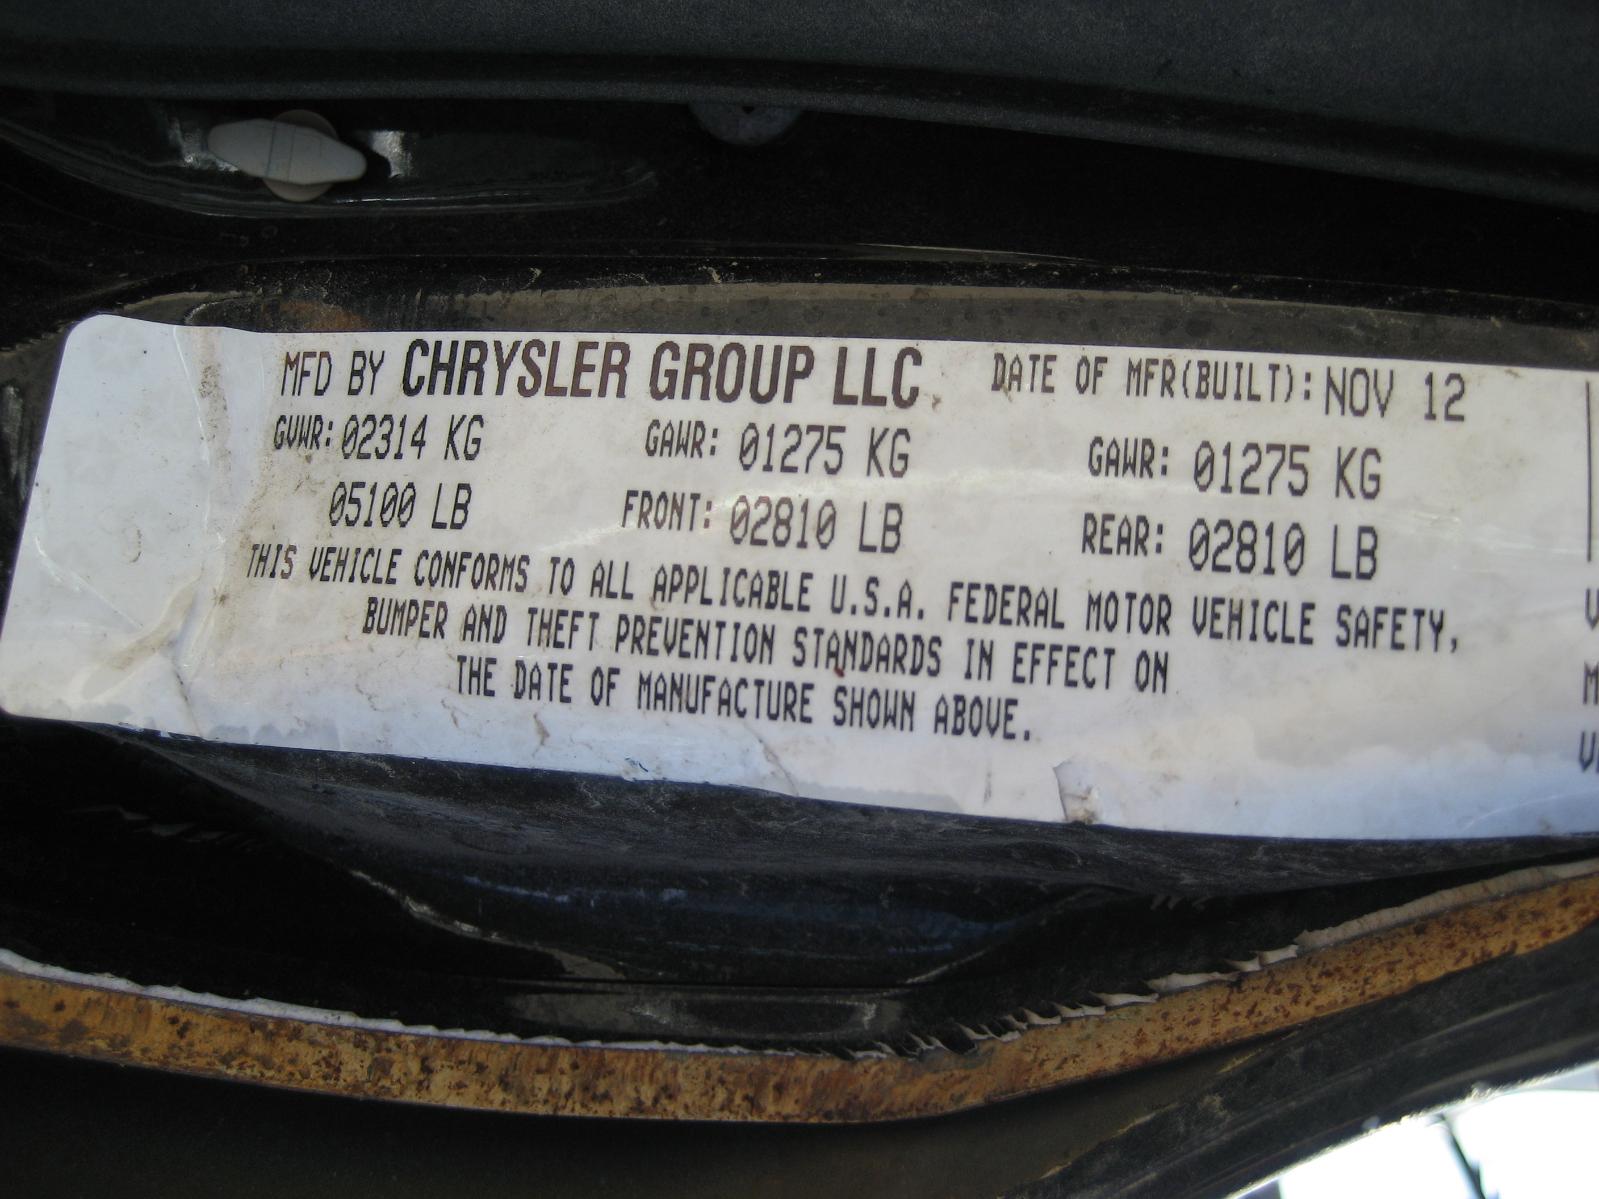 MFD BY CHRYSLER GROUP LLC DATE OF MFR(BUILT): NOV 12
GVWR: 02314 KG GAWR: 01275 KG GAWR: 01275 KG
05100 LB FRONT: 02810 LB REAR: 02810 LB
THIS VEHICLE CONFORMS TO ALL APPLICABLE U.S.A. FEDERAL MOTOR VEHICLE SAFETY,
BUMPER AND THEFT PREVENTION STANDARDS IN EFFECT ON
THE DATE OF MANUFACTURE SHOWN ABOVE.